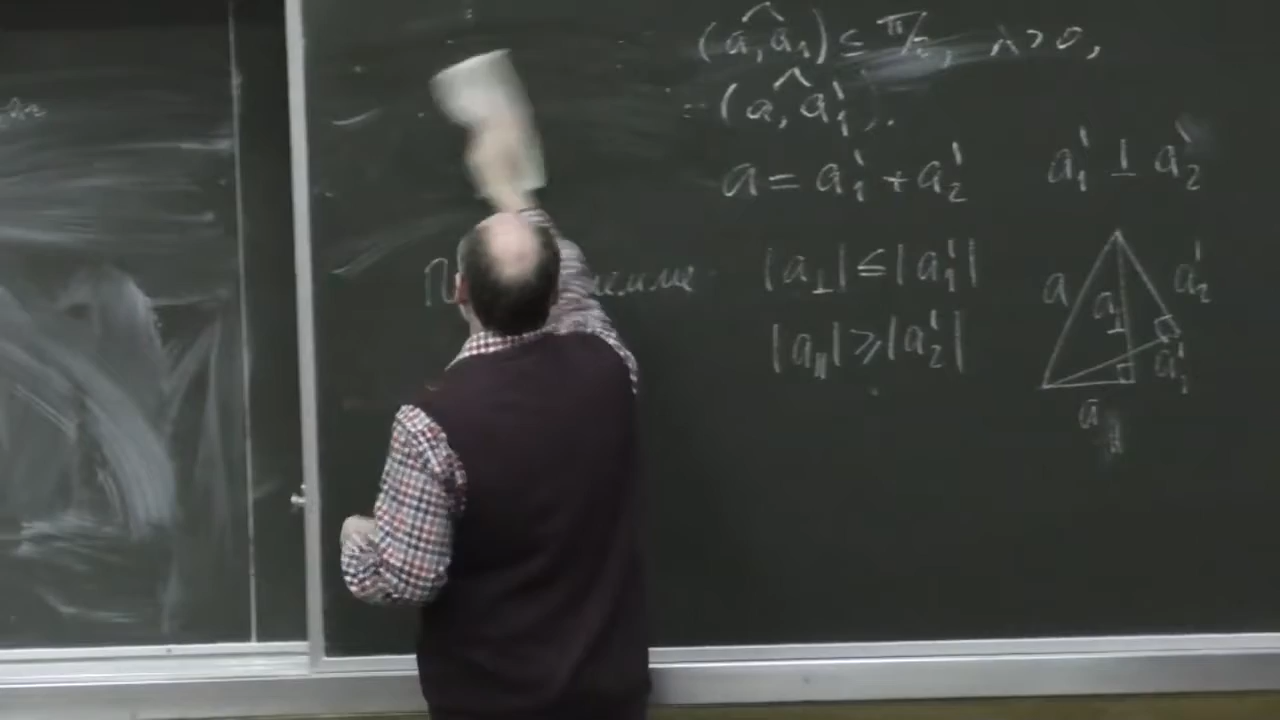 (a, a₁)^ ≤ π/2, λ > 0,
= (a, a₁')^.
a = a₁' + a₂'
a₁' ⊥ a₂'
|a⊥| ≤ |a₁'|
|a∥| ≥ |a₂'|
a
a⊥
a₂'
a₁'
a∥